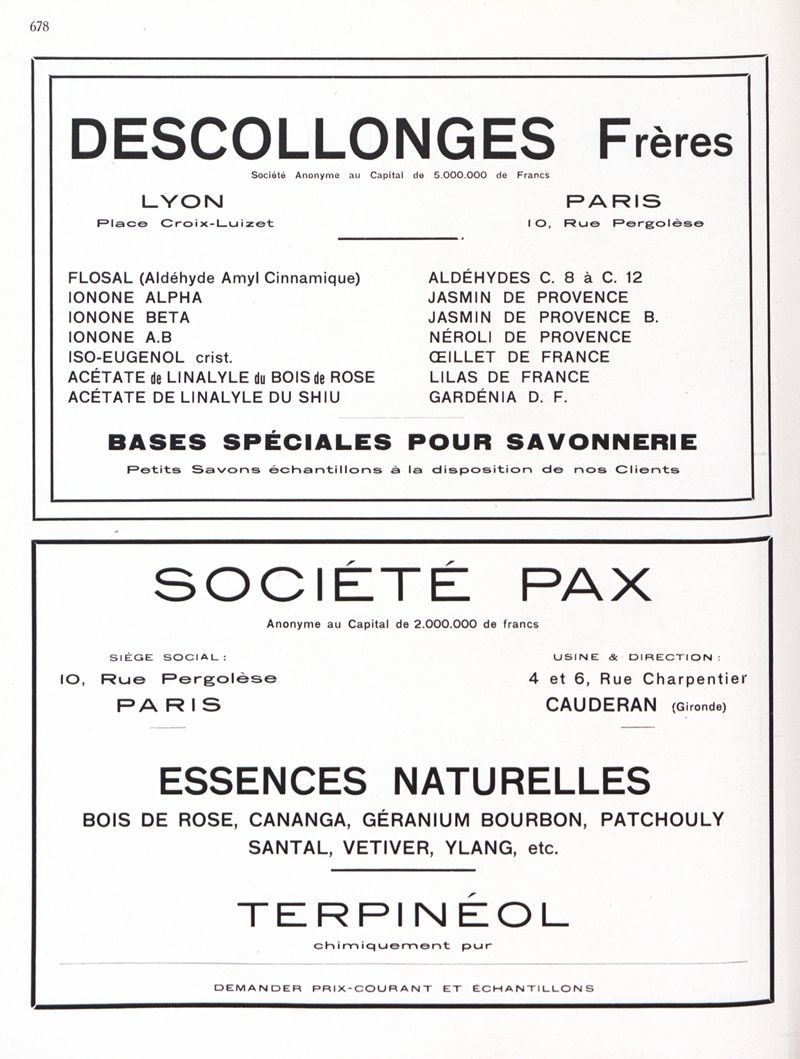 678
DESCOLLONGES Frères
Société Anonyme au Capital de 5.000.000 de Francs
LYON
Place Croix-Luizet
PARIS
10, Rue Pergolèse
FLOSAL (Aldéhyde Amyl Cinnamique)
IONONE ALPHA
IONONE BETA
IONONE A.B
ISO-EUGENOL crist.
ACÉTATE de LINALYLE du BOIS de ROSE
ACÉTATE DE LINALYLE DU SHIU
ALDÉHYDES C. 8 à C. 12
JASMIN DE PROVENCE
JASMIN DE PROVENCE B.
NÉROLI DE PROVENCE
ŒILLET DE FRANCE
LILAS DE FRANCE
GARDÉNIA D. F.
BASES SPÉCIALES POUR SAVONNERIE
Petits Savons échantillons à la disposition de nos Clients
SOCIÉTÉ PAX
Anonyme au Capital de 2.000.000 de francs
SIÈGE SOCIAL :
10, Rue Pergolèse
PARIS
USINE & DIRECTION :
4 et 6, Rue Charpentier
CAUDERAN (Gironde)
ESSENCES NATURELLES
BOIS DE ROSE, CANANGA, GÉRANIUM BOURBON, PATCHOULY
SANTAL, VETIVER, YLANG, etc.
TERPINÉOL
chimiquement pur
DEMANDER PRIX-COURANT ET ÉCHANTILLONS